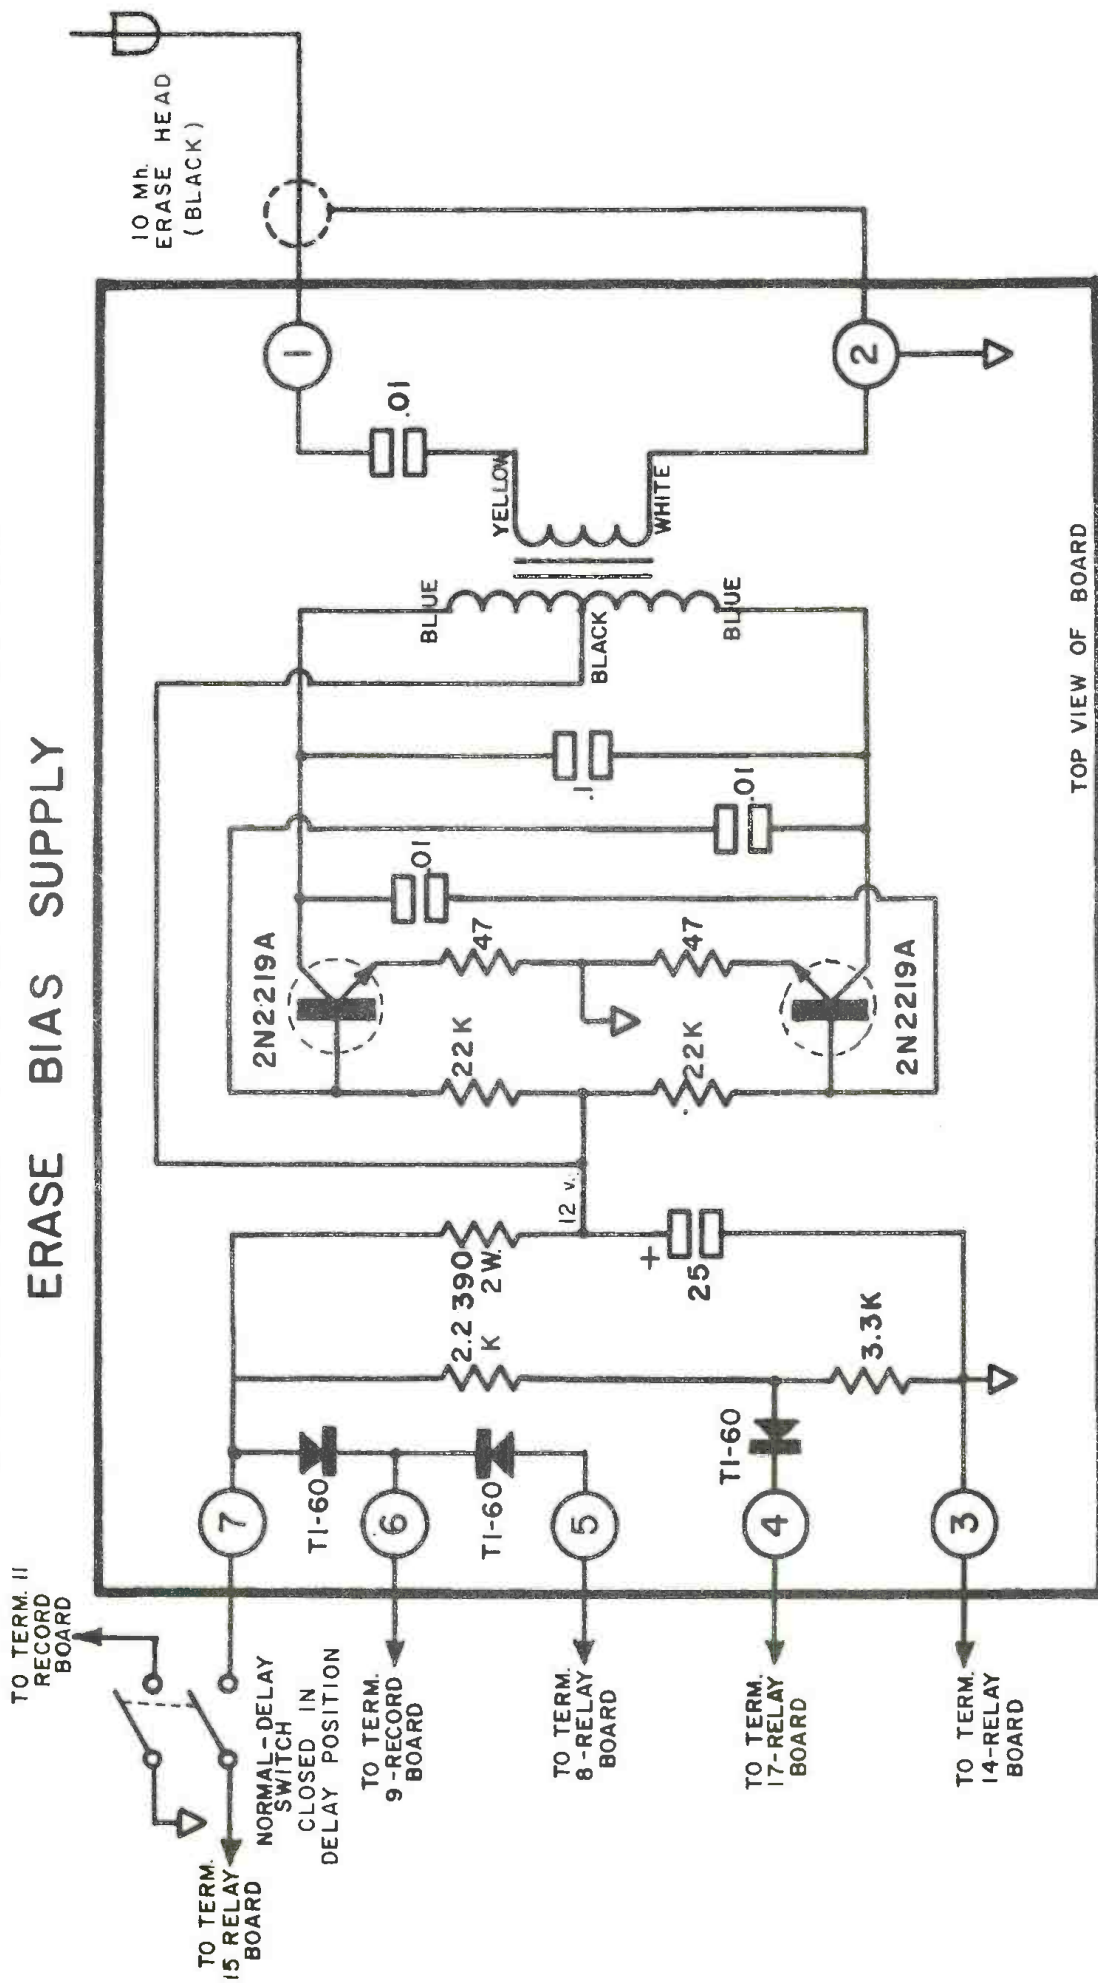 ERASE BIAS SUPPLY
TO TERM. 11
RECORD
BOARD
TO TERM.
15 RELAY
BOARD
NORMAL-DELAY
SWITCH
CLOSED IN
DELAY POSITION
TO TERM.
9-RECORD
BOARD
TO TERM.
8-RELAY
BOARD
TO TERM.
17-RELAY
BOARD
TO TERM.
14-RELAY
BOARD
7
6
5
4
3
TI-60
TI-60
TI-60
2.2
K
3.3K
390
2W.
12 v.
+
25
22K
22K
2N2219A
2N2219A
47
47
.01
.01
.1
BLUE
BLACK
BLUE
YELLOW
WHITE
.01
1
2
10 Mh.
ERASE HEAD
(BLACK)
TOP VIEW OF BOARD